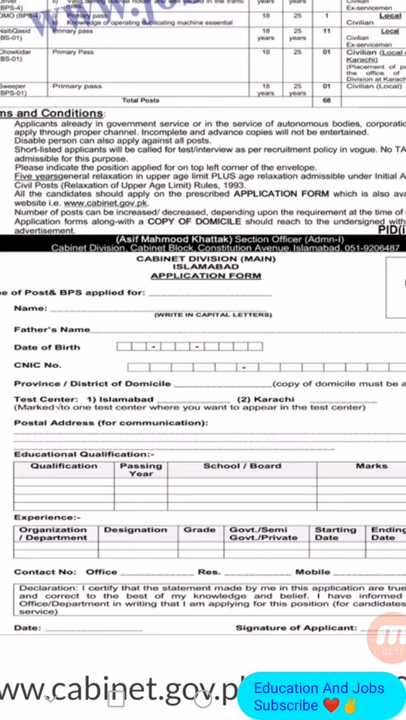 (BPS-4)
Primary pass
18 25 1 Local
DMO (BPS-4) Knowledge of operating duplicating machine essential years years Civilian
NaibQasid Primary Pass 18 25 11 Local
(BS-01) years years Civilian
Ex-servicemen
Chowkidar Primary Pass 18 25 01 Civilian (Local
(BS-01) years years Karachi)
(Placement of
the office of
Division at Karachi
Sweeper Primary pass 18 25 01 Civilian (Local)
(BPS-01) years years
Total Posts 68
ms and Conditions:
Applicants already in government service or in the service of autonomous bodies,
apply through proper channel. Incomplete and advance copies will not be entertained.
Disable person can also apply against all posts.
Short-listed applicants will be called for test/interview as per recruitment policy in vogue. No
admissible for this purpose.
Please indicate the position applied for on top left corner of the envelope.
Five yearsgeneral relaxation in upper age limit PLUS age relaxation admissible under Initial
Civil Posts (Relaxation of Upper Age Limit) Rules, 1993.
All the candidates should apply on the prescribed APPLICATION FORM which is also
website i.e. www.cabinet.gov.pk.
Number of posts can be increased/ decreased, depending upon the requirement at the time of
Application forms along-with a COPY OF DOMICILE should reach to the undersigned
advertisement.
PID(I
(Asif Mahmood Khattak) Section Officer (Admn-I)
Cabinet Division, Cabinet Block, Constitution Avenue, Islamabad. 051-9206487
CABINET DIVISION (MAIN)
ISLAMABAD
APPLICATION FORM
e of Post& BPS applied for:
Name:
(WRITE IN CAPITAL LETTERS)
Father's Name
Date of Birth - -
CNIC No. -
Province / District of Domicile (copy of domicile must be a
Test Center: 1) Islamabad (2) Karachi
(Marked√to one test center where you want to appear in the test center)
Postal Address (for communication):
Educational Qualification:-
Qualification Passing Year School / Board Marks
Experience:-
Organization / Department Designation Grade Govt./Semi Govt./Private Starting Date Ending Date
Contact No: Office Res. Mobile
Declaration: I certify that the statement made by me in this application are true
and correct to the best of my knowledge and belief. I have informed
Office/Department in writing that I am applying for this position (for candidates
service)
Date: Signature of Applicant:
03:15
www.cabinet.gov.p
Education And Jobs
Subscribe ❤️✌️